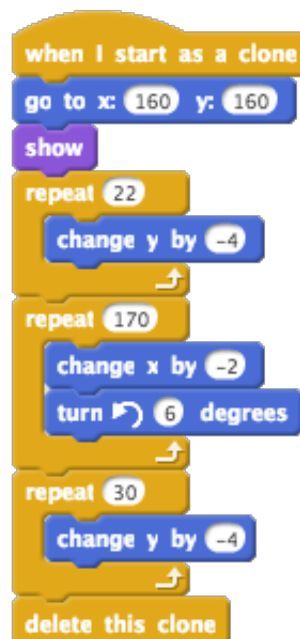 when I start as a clone
go to x: 160 y: 160
show
repeat 22
change y by -4
repeat 170
change x by -2
turn 6 degrees
repeat 30
change y by -4
delete this clone